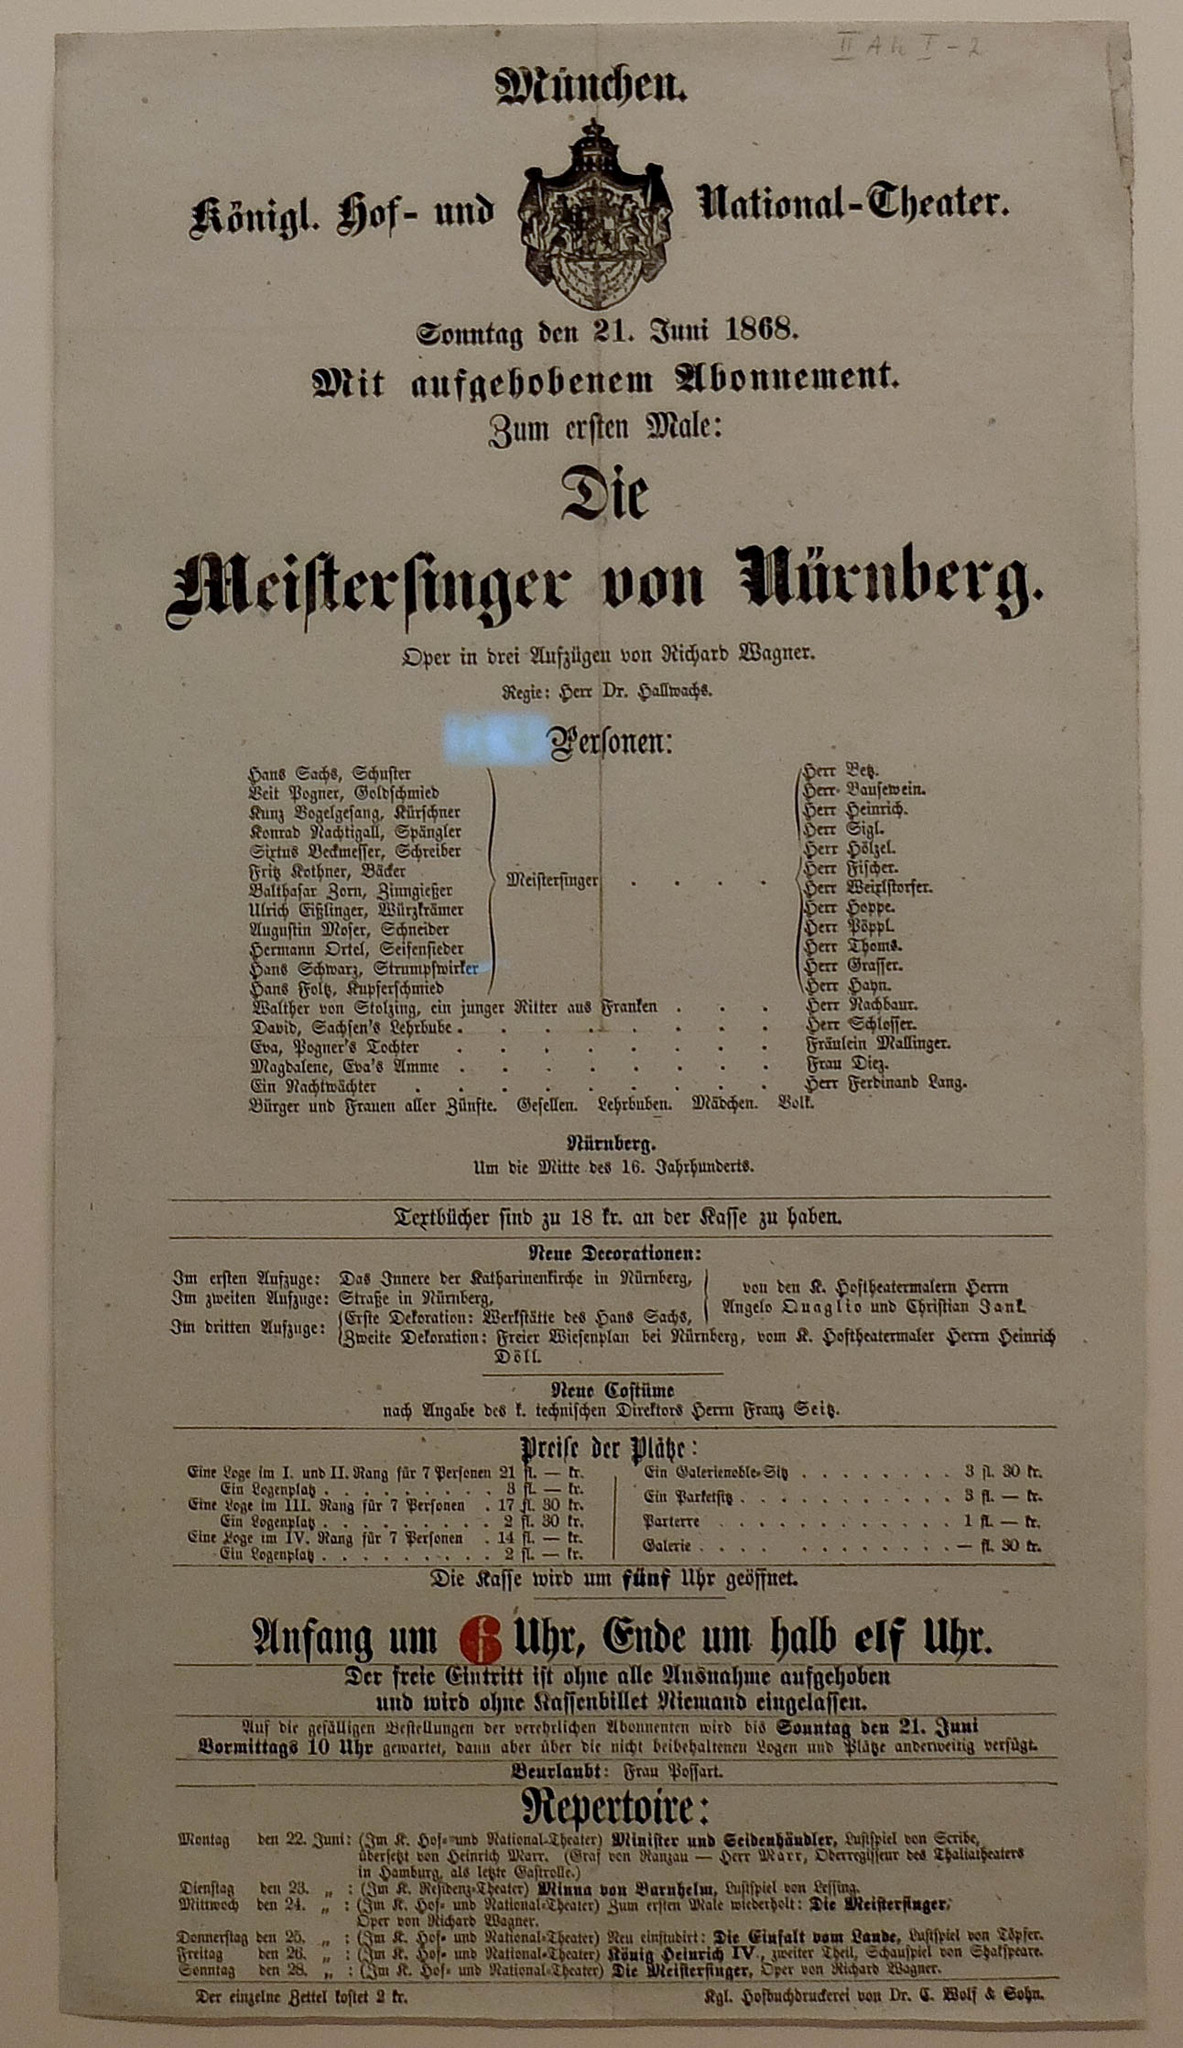 II Ah I-2
München.
Königl. Hof- und National-Theater.
Sonntag den 21. Juni 1868.
Mit aufgehobenem Abonnement.
Zum ersten Male:
Die
Meistersinger von Nürnberg.
Oper in drei Aufzügen von Richard Wagner.
Regie: Herr Dr. Hallwachs.
Personen:
Hans Sachs, Schuster Herr Betz.
Veit Pogner, Goldschmied Herr Bausewein.
Kunz Vogelgesang, Kürschner Herr Heinrich.
Konrad Nachtigall, Spängler Herr Sigl.
Sixtus Beckmesser, Schreiber Herr Hölzel.
Fritz Kothner, Bäcker Herr Fischer.
Meistersinger . . . .
Balthasar Zorn, Zinngießer Herr Weixlstorfer.
Ulrich Eißlinger, Würzkrämer Herr Hoppe.
Augustin Moser, Schneider Herr Pöppl.
Hermann Ortel, Seifensieder Herr Thoms.
Hans Schwarz, Strumpfwirker Herr Grasser.
Hans Foltz, Kupferschmied Herr Hayn.
Walther von Stolzing, ein junger Ritter aus Franken . . . Herr Nachbaur.
David, Sachsen's Lehrbube . . . . . . . . Herr Schlosser.
Eva, Pogner's Tochter . . . . . . . . Fräulein Mallinger.
Magdalene, Eva's Amme . . . . . . . . Frau Diez.
Ein Nachtwächter . . . . . . . . . Herr Ferdinand Lang.
Bürger und Frauen aller Zünfte. Gesellen. Lehrbuben. Mädchen. Volk.
Nürnberg.
Um die Mitte des 16. Jahrhunderts.
Textbücher sind zu 18 kr. an der Kasse zu haben.
Neue Decorationen:
Im ersten Aufzuge: Das Innere der Katharinenkirche in Nürnberg,
Im zweiten Aufzuge: Straße in Nürnberg,
von den K. Hoftheatermalern Herrn
Angelo Quaglio und Christian Jank.
Im dritten Aufzuge: Erste Dekoration: Werkstätte des Hans Sachs,
Zweite Dekoration: Freier Wiesenplan bei Nürnberg, vom K. Hoftheatermaler Herrn Heinrich
Döll.
Neue Costüme
nach Angabe des k. technischen Direktors Herrn Franz Seitz.
Preise der Plätze:
Eine Loge im I. und II. Rang für 7 Personen 21 fl. — kr.
Ein Logenplatz . . . . . . . . . 3 fl. — kr.
Eine Loge im III. Rang für 7 Personen . 17 fl. 30 kr.
Ein Logenplatz . . . . . . . . . 2 fl. 30 kr.
Eine Loge im IV. Rang für 7 Personen . 14 fl. — kr.
Ein Logenplatz . . . . . . . . . 2 fl. — kr.
Ein Galerienoble-Sitz . . . . . . . . 3 fl. 30 kr.
Ein Parketsitz . . . . . . . . . . . 3 fl. — kr.
Parterre . . . . . . . . . . . . 1 fl. — kr.
Galerie . . . . . . . . . . . — fl. 30 kr.
Die Kasse wird um fünf Uhr geöffnet.
Anfang um 6 Uhr, Ende um halb elf Uhr.
Der freie Eintritt ist ohne alle Ausnahme aufgehoben
und wird ohne Kassenbillet Niemand eingelassen.
Auf die gefälligen Bestellungen der verehrlichen Abonnenten wird bis Sonntag den 21. Juni
Vormittags 10 Uhr gewartet, dann aber über die nicht beibehaltenen Logen und Plätze anderweitig verfügt.
Beurlaubt: Frau Possart.
Repertoire:
Montag den 22. Juni: (Im K. Hof- und National-Theater) Minister und Seidenhändler, Lustspiel von Scribe,
übersetzt von Heinrich Marr. (Graf von Ranzau — Herr Marr, Oberregisseur des Thaliatheaters
in Hamburg, als letzte Gastrolle.)
Dienstag den 23. „ : (Im K. Residenz-Theater) Minna von Barnhelm, Lustspiel von Lessing.
Mittwoch den 24. „ : (Im K. Hof- und National-Theater) Zum ersten Male wiederholt: Die Meistersinger,
Oper von Richard Wagner.
Donnerstag den 25. „ : (Im K. Hof- und National-Theater) Neu einstudirt: Die Einfalt vom Lande, Lustspiel von Töpfer.
Freitag den 26. „ : (Im K. Hof- und National-Theater) König Heinrich IV., zweiter Theil, Schauspiel von Shakspeare.
Sonntag den 28. „ : (Im K. Hof- und National-Theater) Die Meistersinger, Oper von Richard Wagner.
Der einzelne Zettel kostet 2 kr. Kgl. Hofbuchdruckerei von Dr. C. Wolf & Sohn.